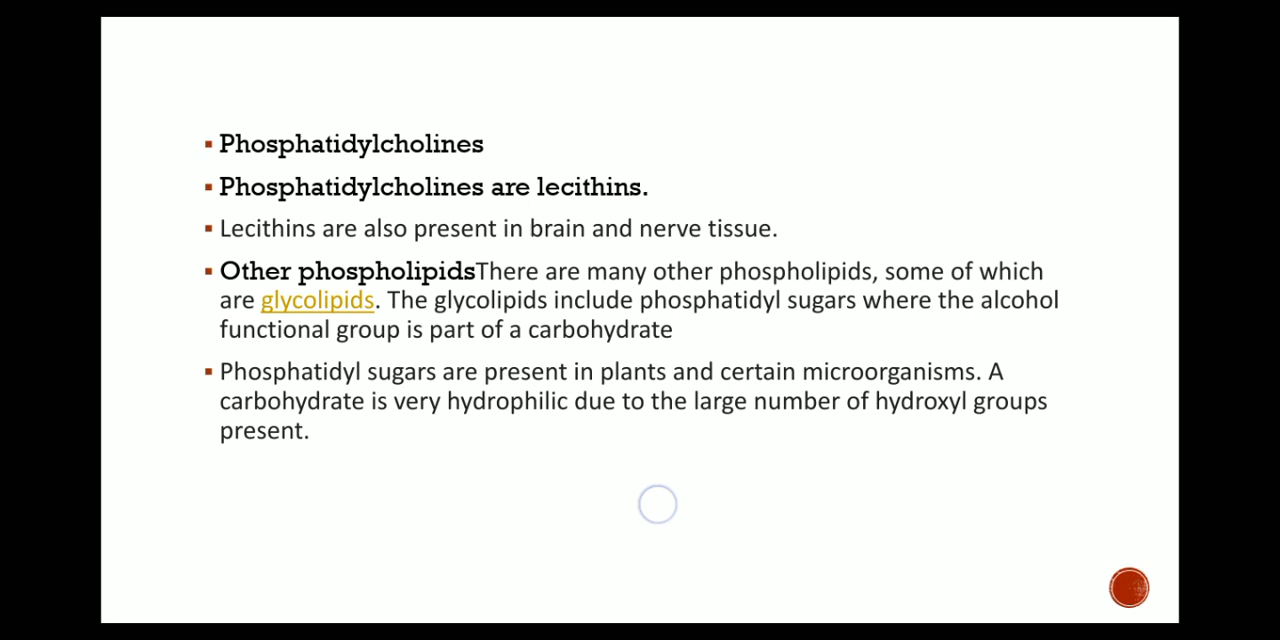 Phosphatidylcholines
Phosphatidylcholines are lecithins.
Lecithins are also present in brain and nerve tissue.
Other phospholipidsThere are many other phospholipids, some of which
are glycolipids. The glycolipids include phosphatidyl sugars where the alcohol
functional group is part of a carbohydrate
Phosphatidyl sugars are present in plants and certain microorganisms. A
carbohydrate is very hydrophilic due to the large number of hydroxyl groups
present.